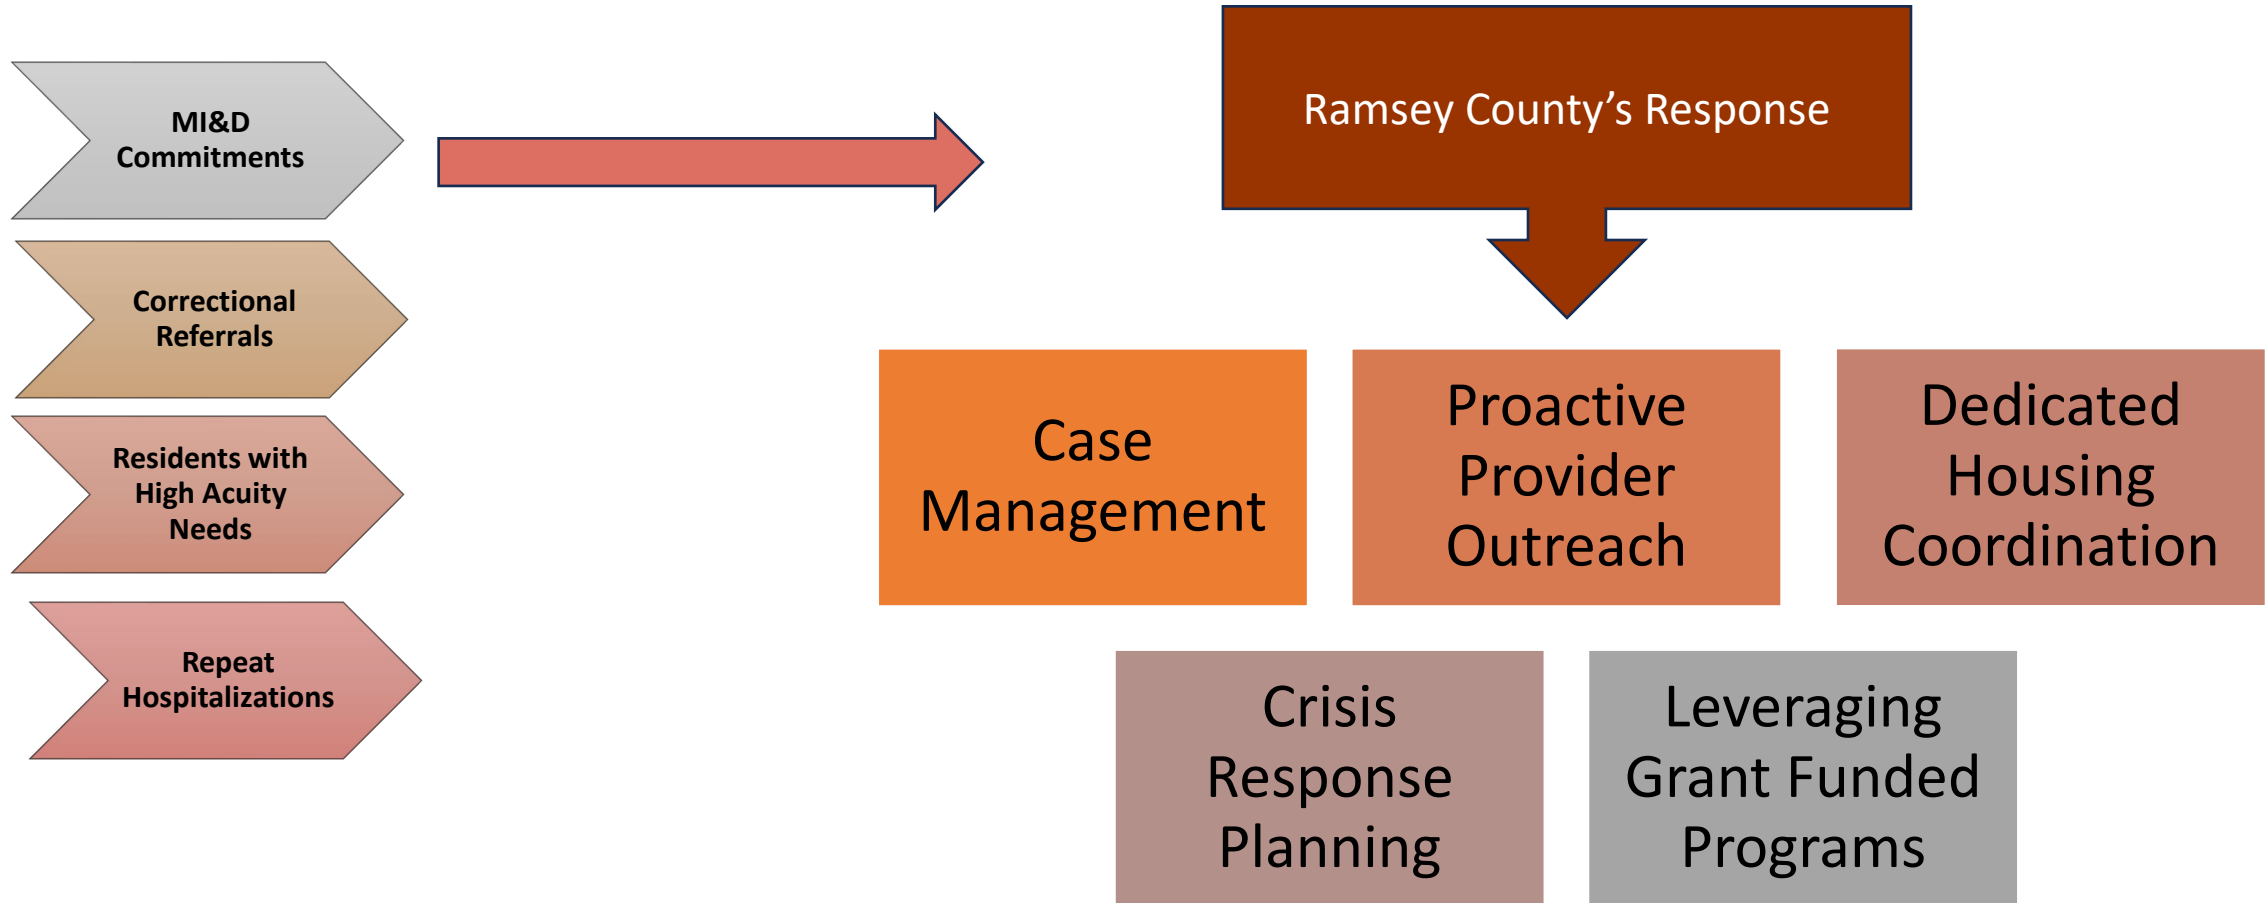 MI&D
Commitments
Correctional
Referrals
Residents with
High Acuity
Needs
Repeat
Hospitalizations
Ramsey County’s Response
Case
Management
Proactive
Provider
Outreach
Dedicated
Housing
Coordination
Crisis
Response
Planning
Leveraging
Grant Funded
Programs